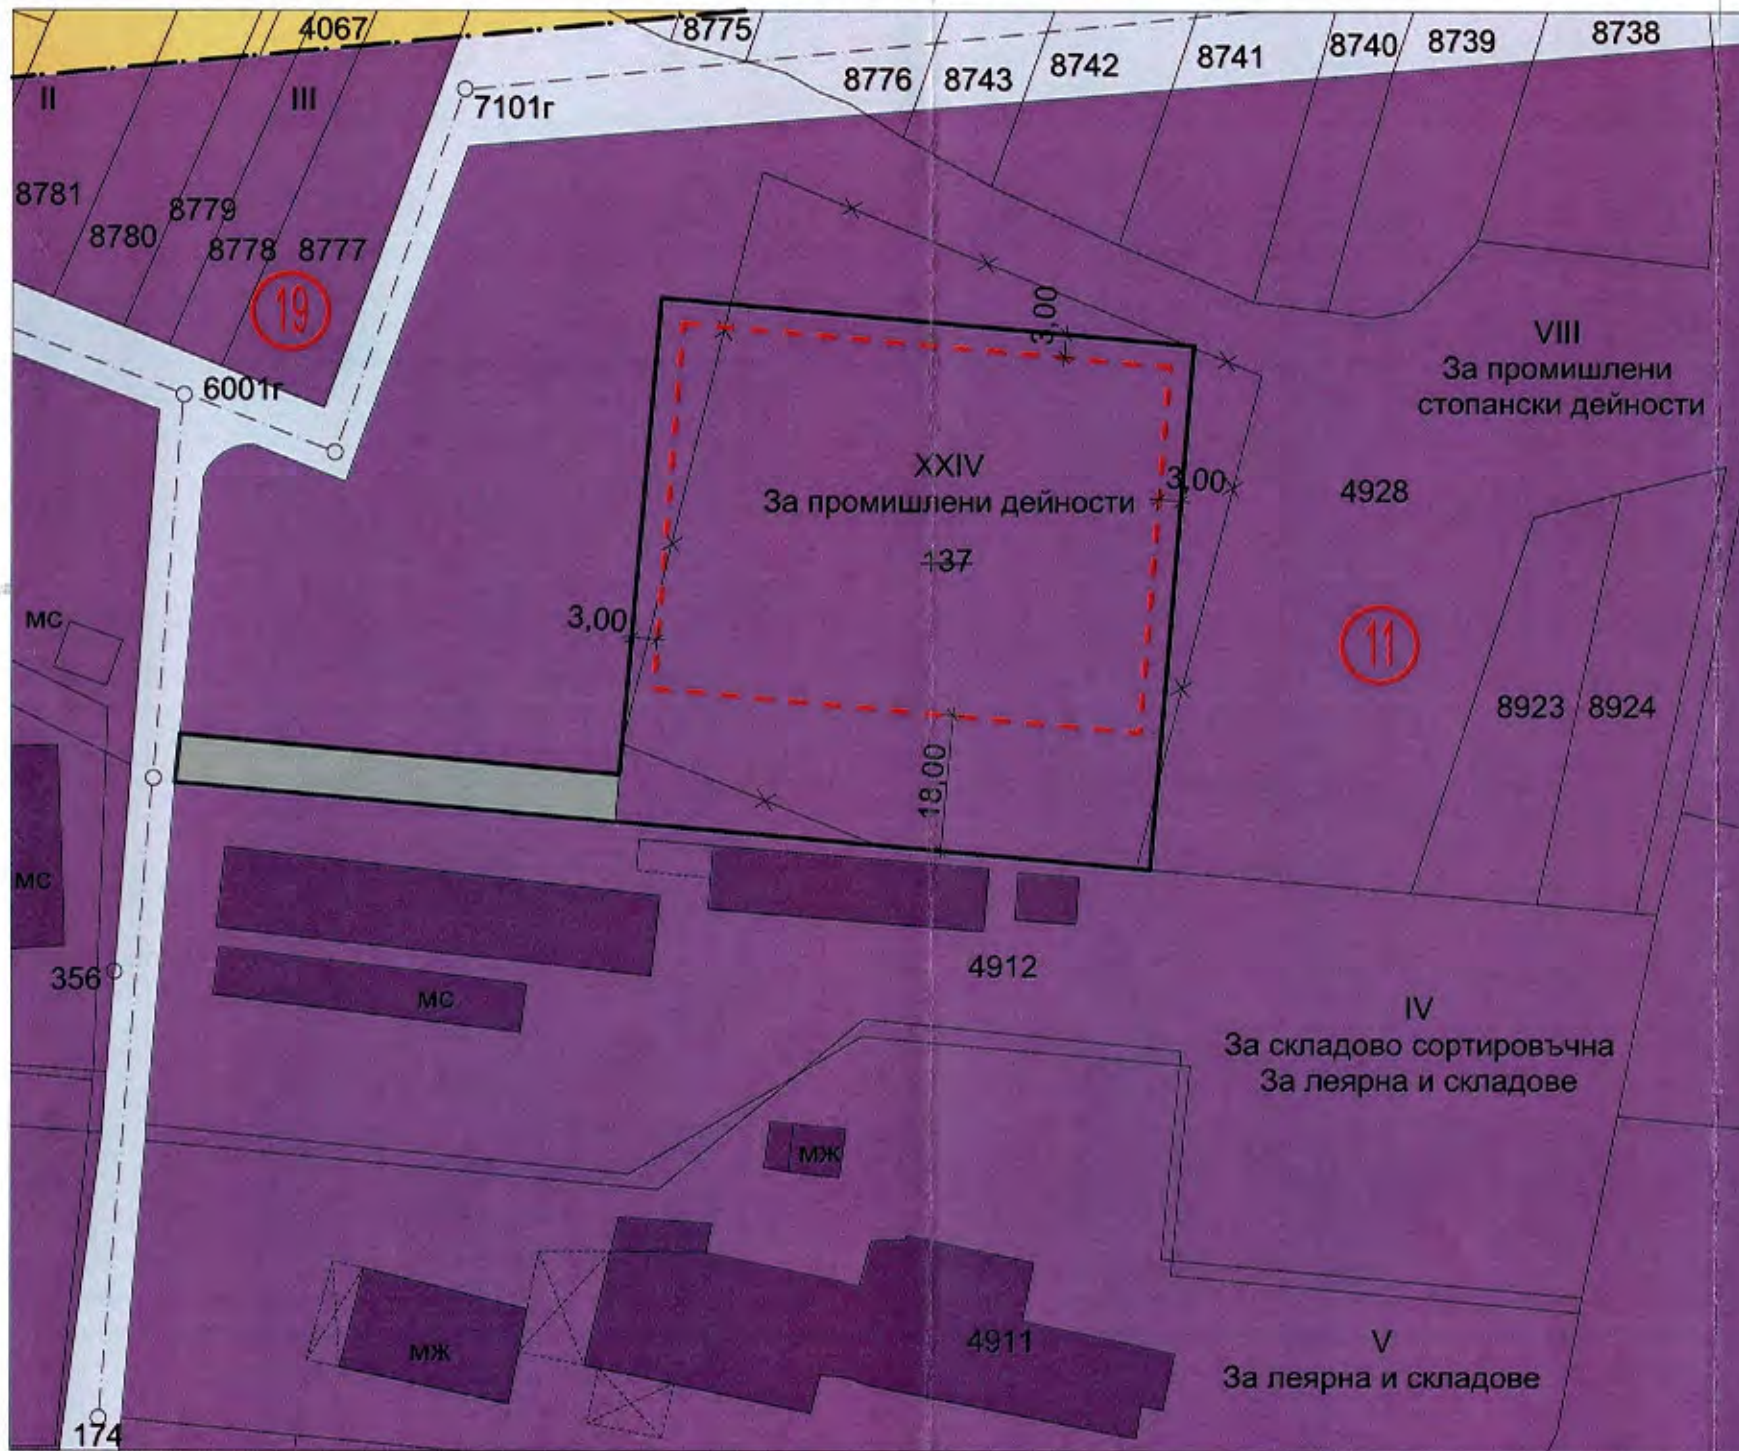 4067
8775
8776
8743
8742
8741
8740
8739
8738
II
III
7101г
8781
8780
8779
8778
8777
19
6001г
3,00
VIII
За промишлени
стопански дейности
XXIV
За промишлени дейности
137
3,00
4928
3,00
11
мс
8923
8924
18,00
мс
356
4912
мс
IV
За складово сортировъчна
За леярна и складове
мж
мж
4911
V
За леярна и складове
174